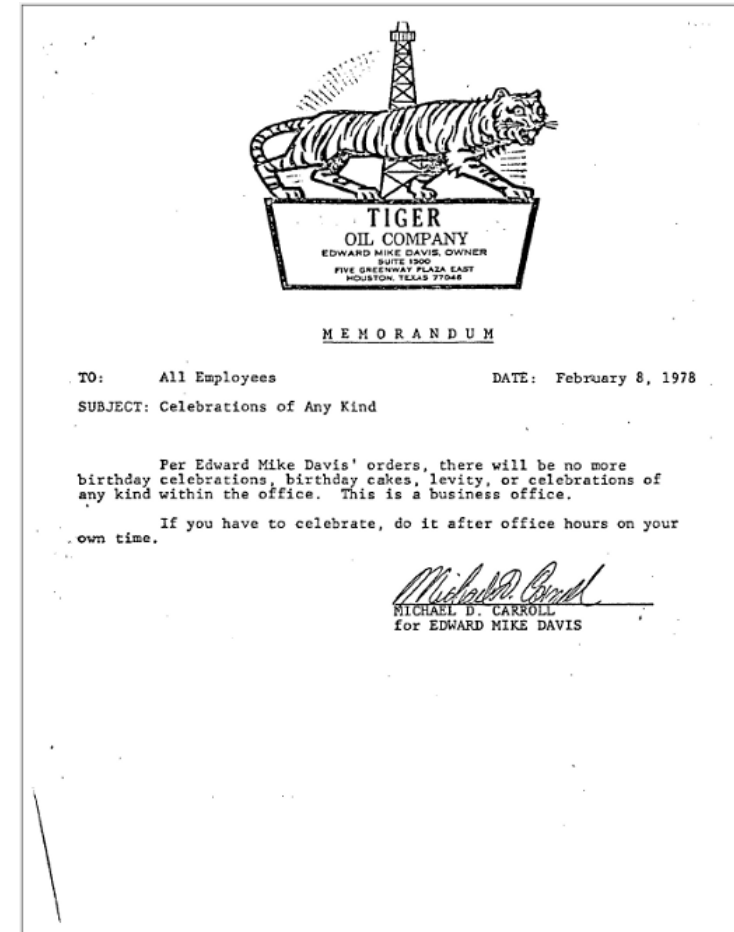 TIGER
OIL COMPANY
EDWARD MIKE DAVIS, OWNER
SUITE 1500
FIVE GREENWAY PLAZA EAST
HOUSTON, TEXAS 77046
MEMORANDUM
TO: All Employees DATE: February 8, 1978
SUBJECT: Celebrations of Any Kind
Per Edward Mike Davis' orders, there will be no more
birthday celebrations, birthday cakes, levity, or celebrations of
any kind within the office. This is a business office.
If you have to celebrate, do it after office hours on your
own time.
MICHAEL D. CARROLL
for EDWARD MIKE DAVIS